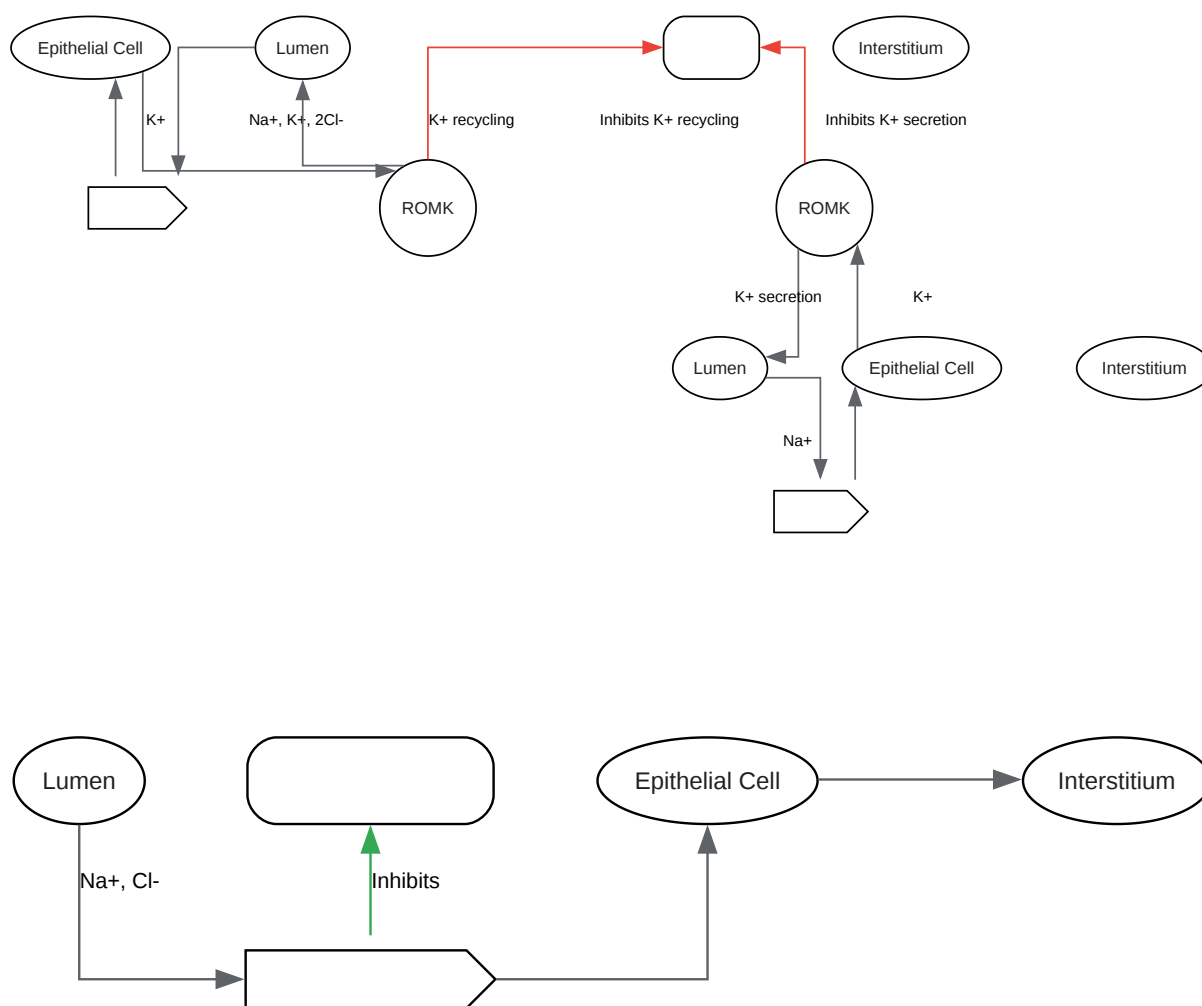 Epithelial Cell
Lumen
Interstitium
K+
Na+, K+, 2Cl-
K+ recycling
Inhibits K+ recycling
Inhibits K+ secretion
ROMK
ROMK
K+ secretion
K+
Lumen
Epithelial Cell
Interstitium
Na+
Lumen
Epithelial Cell
Interstitium
Na+, Cl-
Inhibits